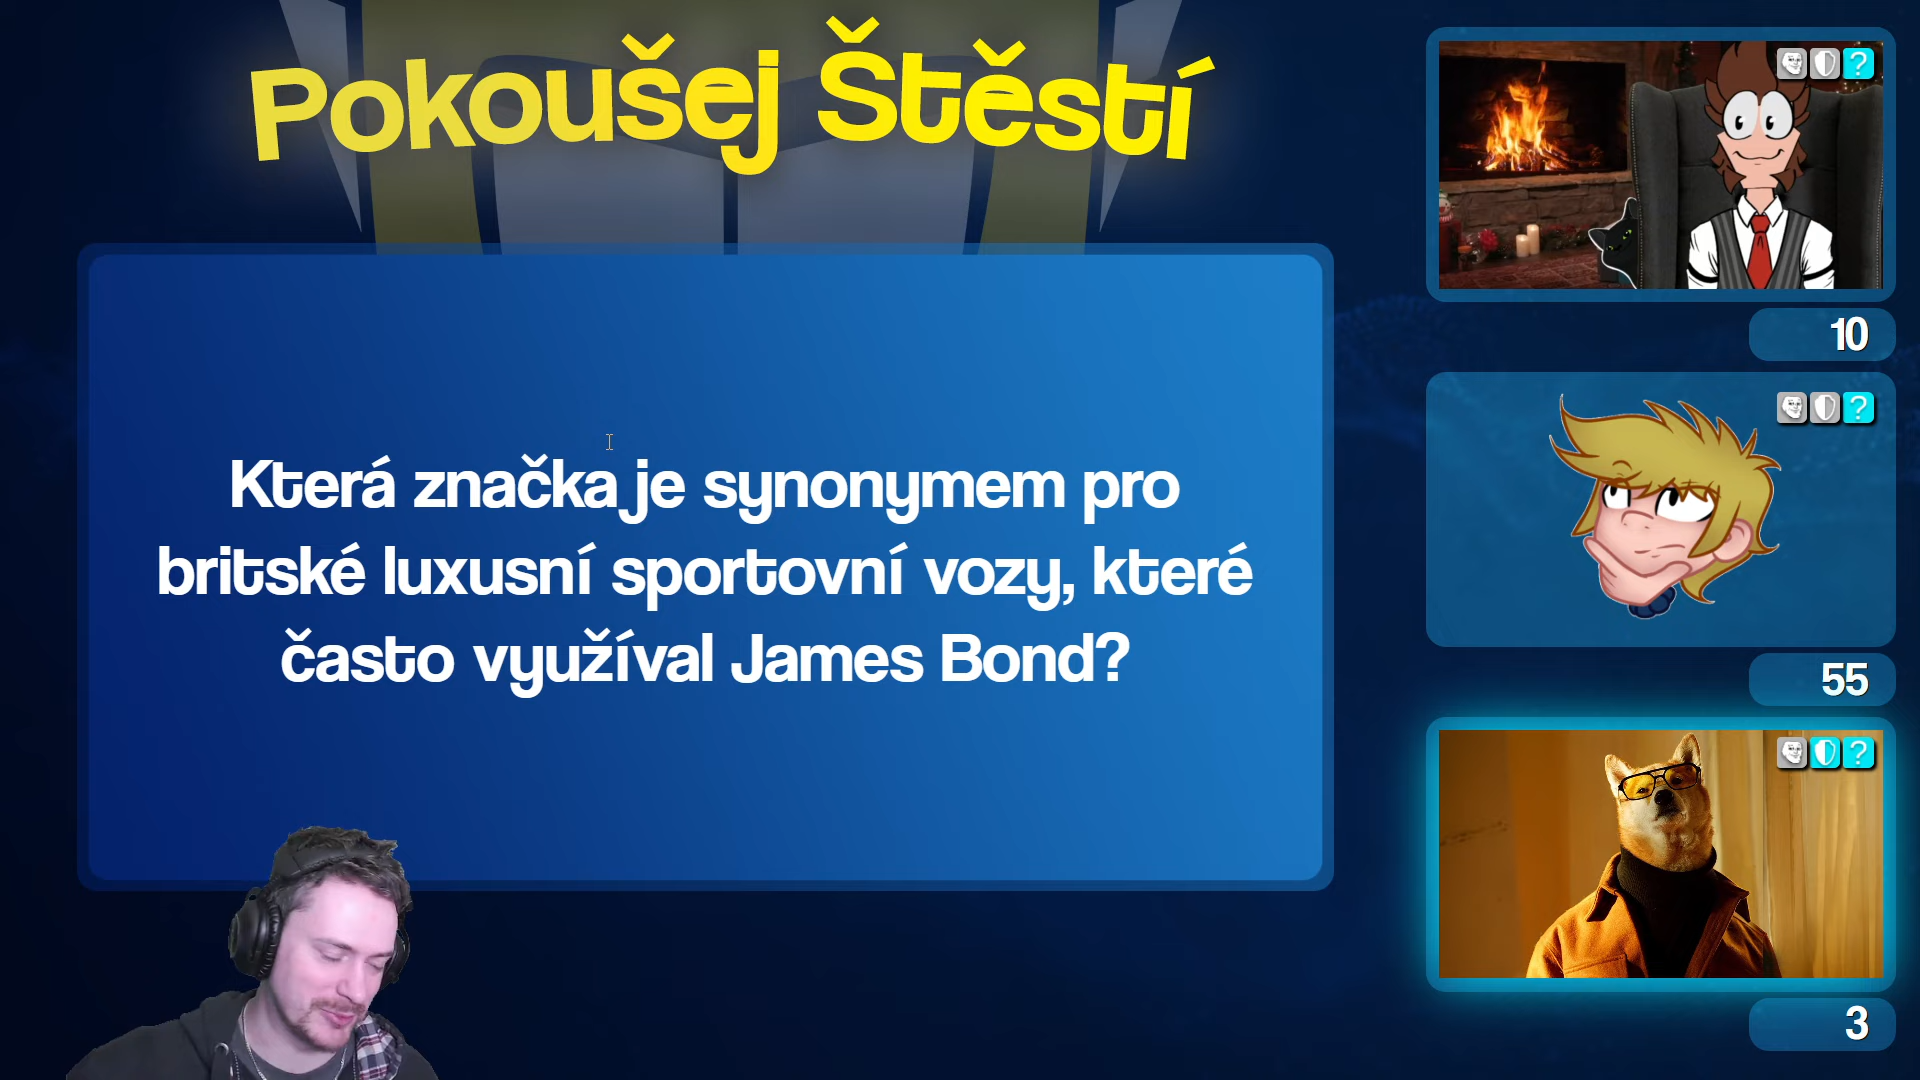 Pokoušej Štěstí
Která značka je synonymem pro
britské luxusní sportovní vozy, které
často využíval James Bond?
?
10
?
55
?
3